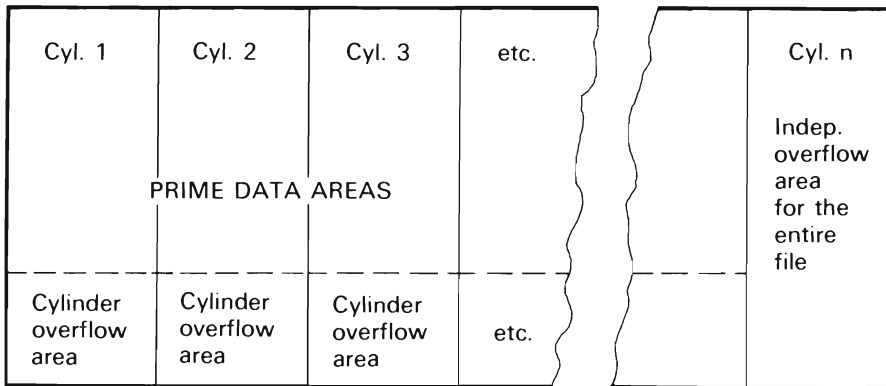 Cyl. 1
Cyl. 2
Cyl. 3
etc.
Cyl. n
Indep.
overflow
area
for the
entire
file
PRIME DATA AREAS
Cylinder
overflow
area
Cylinder
overflow
area
Cylinder
overflow
area
etc.